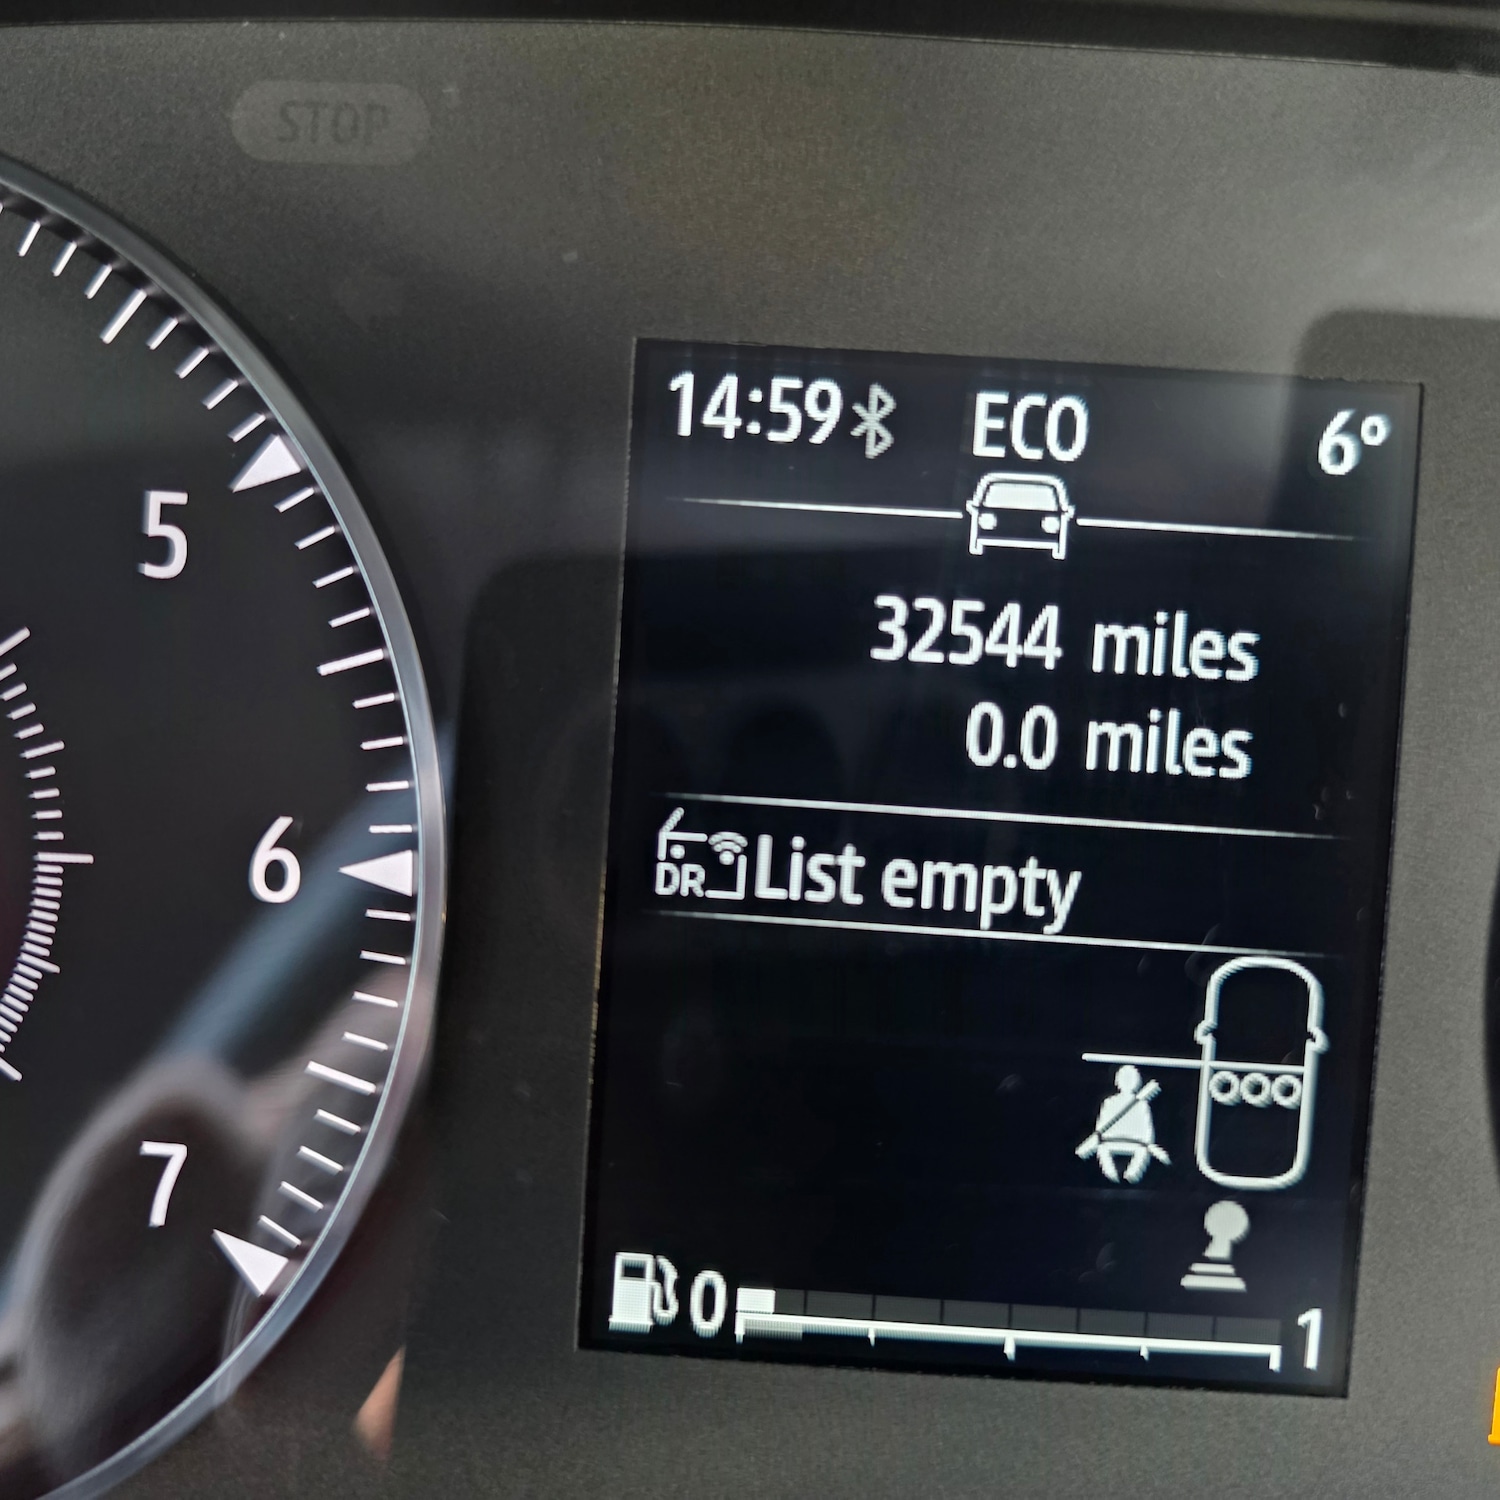 STOP
5
6
7
14:59 ECO 6°
32544 miles
0.0 miles
DR List empty
0 1